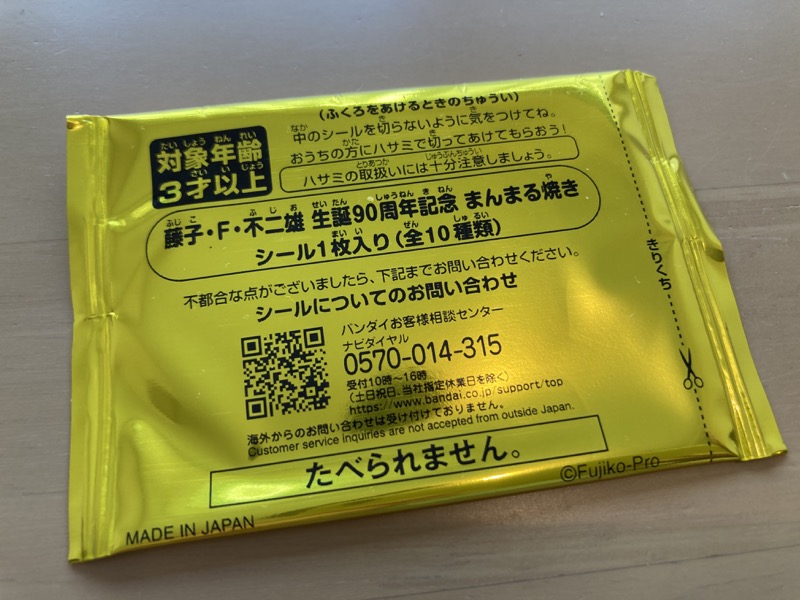 対象年齢
3才以上
(ふくろをあけるときのちゅうい)
中のシールを切らないように気をつけてね。
おうちの方にハサミで切ってあけてもらおう!
ハサミの取扱いには十分注意しましょう。
藤子・F・不二雄 生誕90周年記念 まんまる焼き
シール1枚入り(全10種類)
不都合な点がございましたら、下記までお問い合わせください。
シールについてのお問い合わせ
バンダイお客様相談センター
ナビダイヤル
0570-014-315
受付10時~16時
(土日祝日、当社指定休業日を除く)
https://www.bandai.co.jp/support/top
海外からのお問い合わせは受け付けておりません。
Customer service inquiries are not accepted from outside Japan.
たべられません。
©Fujiko-Pro
MADE IN JAPAN
きりくち